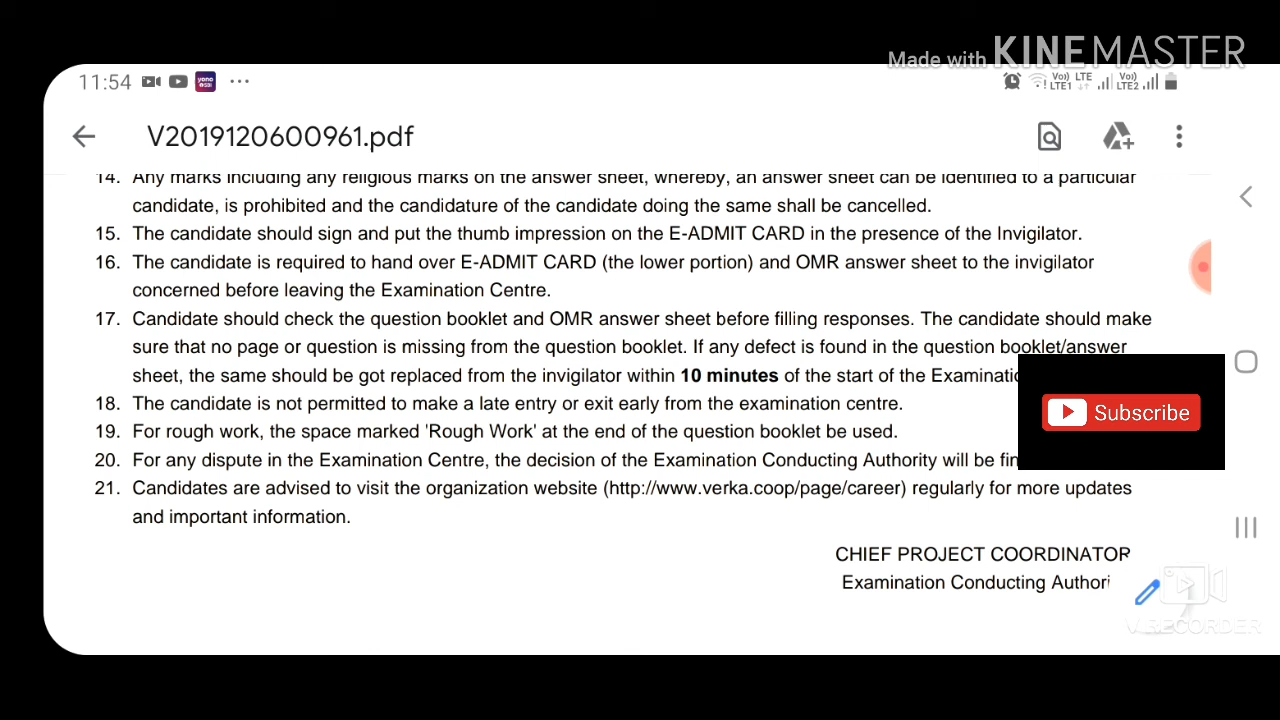 Made with KINEMASTER
11:54 yono SBI ... Vo) LTE1 LTE Vo) LTE2
V2019120600961.pdf
14. Any marks including any religious marks on the answer sheet, whereby, an answer sheet can be identified to a particular
candidate, is prohibited and the candidature of the candidate doing the same shall be cancelled.
15. The candidate should sign and put the thumb impression on the E-ADMIT CARD in the presence of the Invigilator.
16. The candidate is required to hand over E-ADMIT CARD (the lower portion) and OMR answer sheet to the invigilator
concerned before leaving the Examination Centre.
17. Candidate should check the question booklet and OMR answer sheet before filling responses. The candidate should make
sure that no page or question is missing from the question booklet. If any defect is found in the question booklet/answer
sheet, the same should be got replaced from the invigilator within 10 minutes of the start of the Examinatio
18. The candidate is not permitted to make a late entry or exit early from the examination centre.
Subscribe
19. For rough work, the space marked 'Rough Work' at the end of the question booklet be used.
20. For any dispute in the Examination Centre, the decision of the Examination Conducting Authority will be fin
21. Candidates are advised to visit the organization website (http://www.verka.coop/page/career) regularly for more updates
and important information.
CHIEF PROJECT COORDINATOR
Examination Conducting Authori
V RECORDER